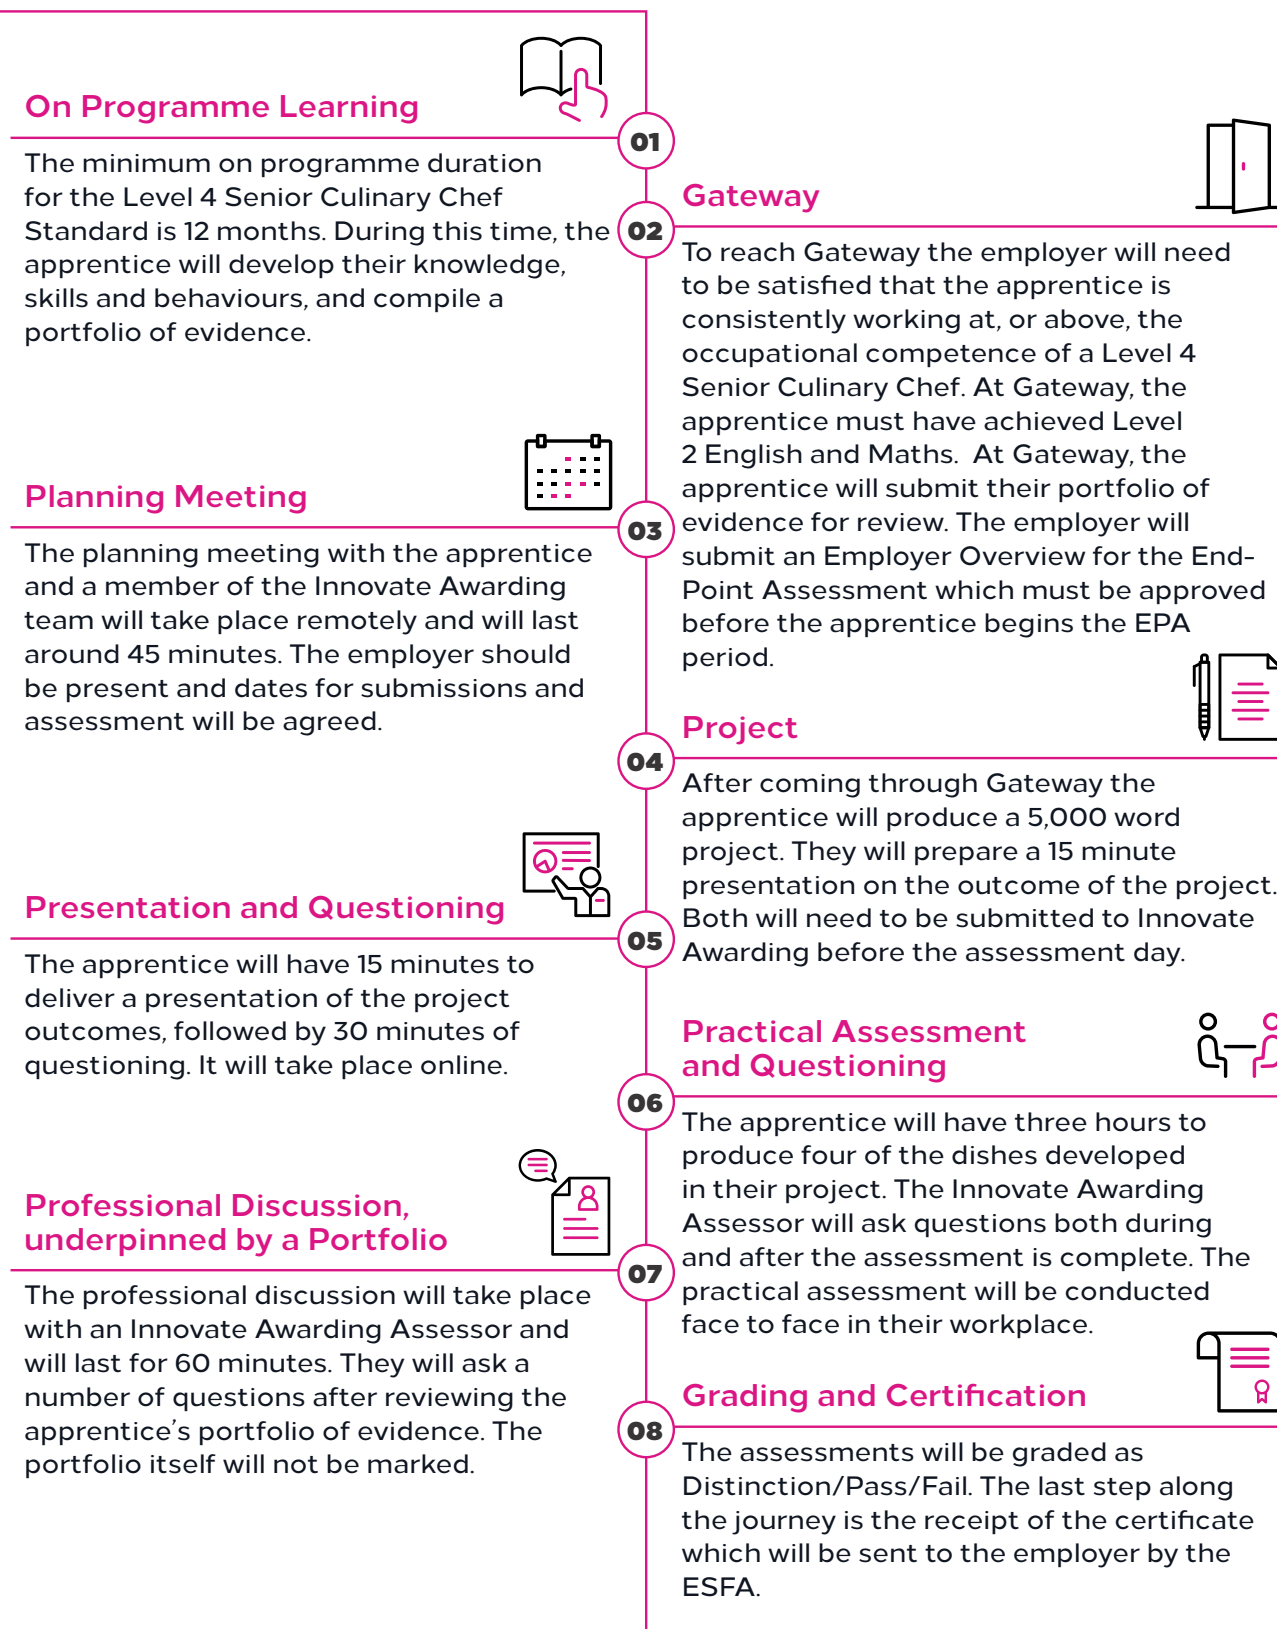 On Programme Learning
01
The minimum on programme duration
for the Level 4 Senior Culinary Chef
Standard is 12 months. During this time, the
apprentice will develop their knowledge,
skills and behaviours, and compile a
portfolio of evidence.
Gateway
02
To reach Gateway the employer will need
to be satisfied that the apprentice is
consistently working at, or above, the
occupational competence of a Level 4
Senior Culinary Chef. At Gateway, the
apprentice must have achieved Level
2 English and Maths.  At Gateway, the
apprentice will submit their portfolio of
evidence for review. The employer will
submit an Employer Overview for the End-
Point Assessment which must be approved
before the apprentice begins the EPA
period.
Planning Meeting
03
The planning meeting with the apprentice
and a member of the Innovate Awarding
team will take place remotely and will last
around 45 minutes. The employer should
be present and dates for submissions and
assessment will be agreed.
Project
04
After coming through Gateway the
apprentice will produce a 5,000 word
project. They will prepare a 15 minute
presentation on the outcome of the project.
Both will need to be submitted to Innovate
Awarding before the assessment day.
Presentation and Questioning
05
The apprentice will have 15 minutes to
deliver a presentation of the project
outcomes, followed by 30 minutes of
questioning. It will take place online.
Practical Assessment
and Questioning
06
The apprentice will have three hours to
produce four of the dishes developed
in their project. The Innovate Awarding
Assessor will ask questions both during
and after the assessment is complete. The
practical assessment will be conducted
face to face in their workplace.
Professional Discussion,
underpinned by a Portfolio
07
The professional discussion will take place
with an Innovate Awarding Assessor and
will last for 60 minutes. They will ask a
number of questions after reviewing the
apprentice's portfolio of evidence. The
portfolio itself will not be marked.
Grading and Certification
08
The assessments will be graded as
Distinction/Pass/Fail. The last step along
the journey is the receipt of the certificate
which will be sent to the employer by the
ESFA.